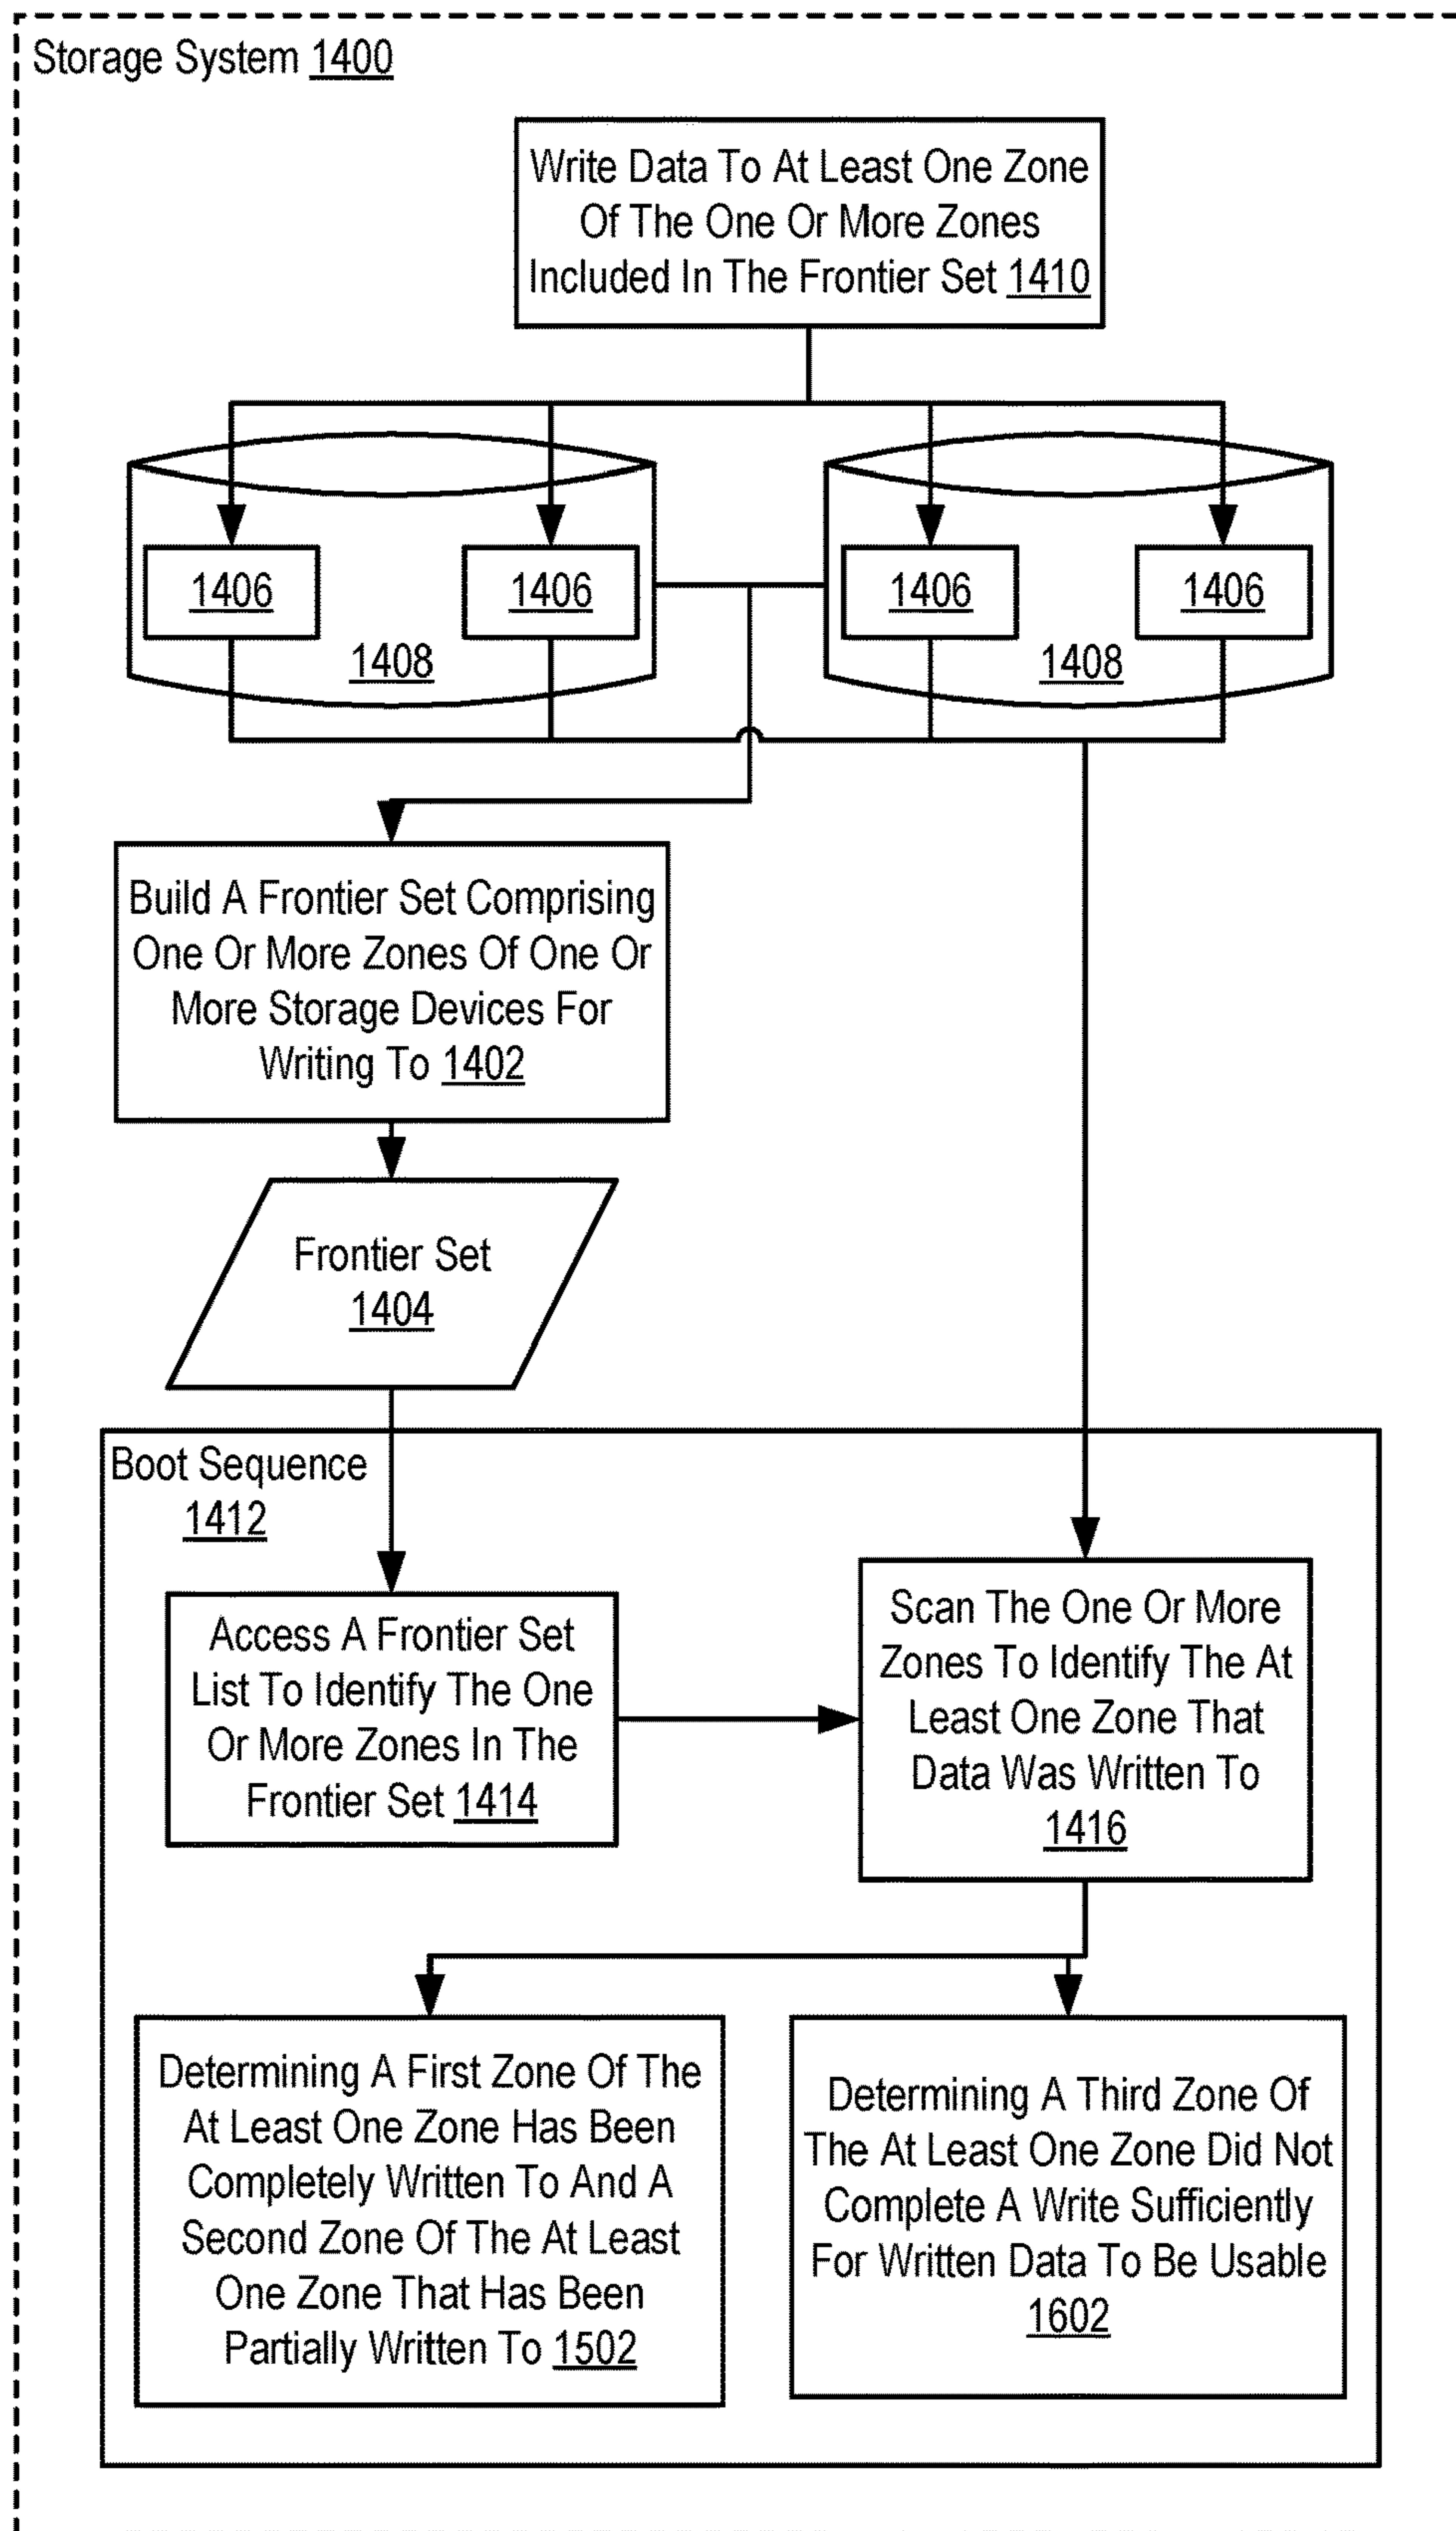 Storage System 1400
Write Data To At Least One Zone
Of The One Or More Zones
Included In The Frontier Set 1410
1406
1406
1406
1406
1408
1408
Build A Frontier Set Comprising
One Or More Zones Of One Or
More Storage Devices For
Writing To 1402
Frontier Set
1404
Boot Sequence
1412
Access A Frontier Set
List To Identify The One
Or More Zones In The
Frontier Set 1414
Scan The One Or More
Zones To Identify The At
Least One Zone That
Data Was Written To
1416
Determining A First Zone Of The
At Least One Zone Has Been
Completely Written To And A
Second Zone Of The At Least
One Zone That Has Been
Partially Written To 1502
Determining A Third Zone Of
The At Least One Zone Did Not
Complete A Write Sufficiently
For Written Data To Be Usable
1602